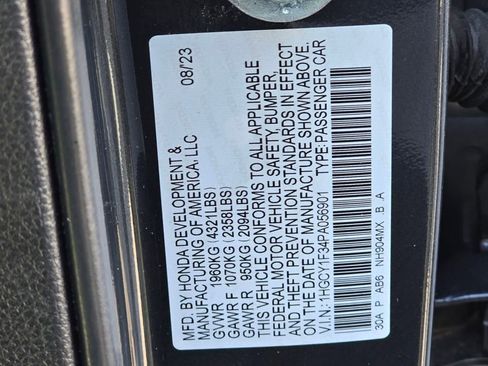 MFD. BY HONDA DEVELOPMENT & 08/23
MANUFACTURING OF AMERICA, LLC
GVWR 1960KG (4321LBS)
GAWR F 1070KG (2358LBS)
GAWR R 950KG (2094LBS)
THIS VEHICLE CONFORMS TO ALL APPLICABLE
FEDERAL MOTOR VEHICLE SAFETY, BUMPER,
AND THEFT PREVENTION STANDARDS IN EFFECT
ON THE DATE OF MANUFACTURE SHOWN ABOVE.
V.I.N.:1HGCY1F34PA056901 TYPE:PASSENGER CAR
30A P AB6 NH904MX B A